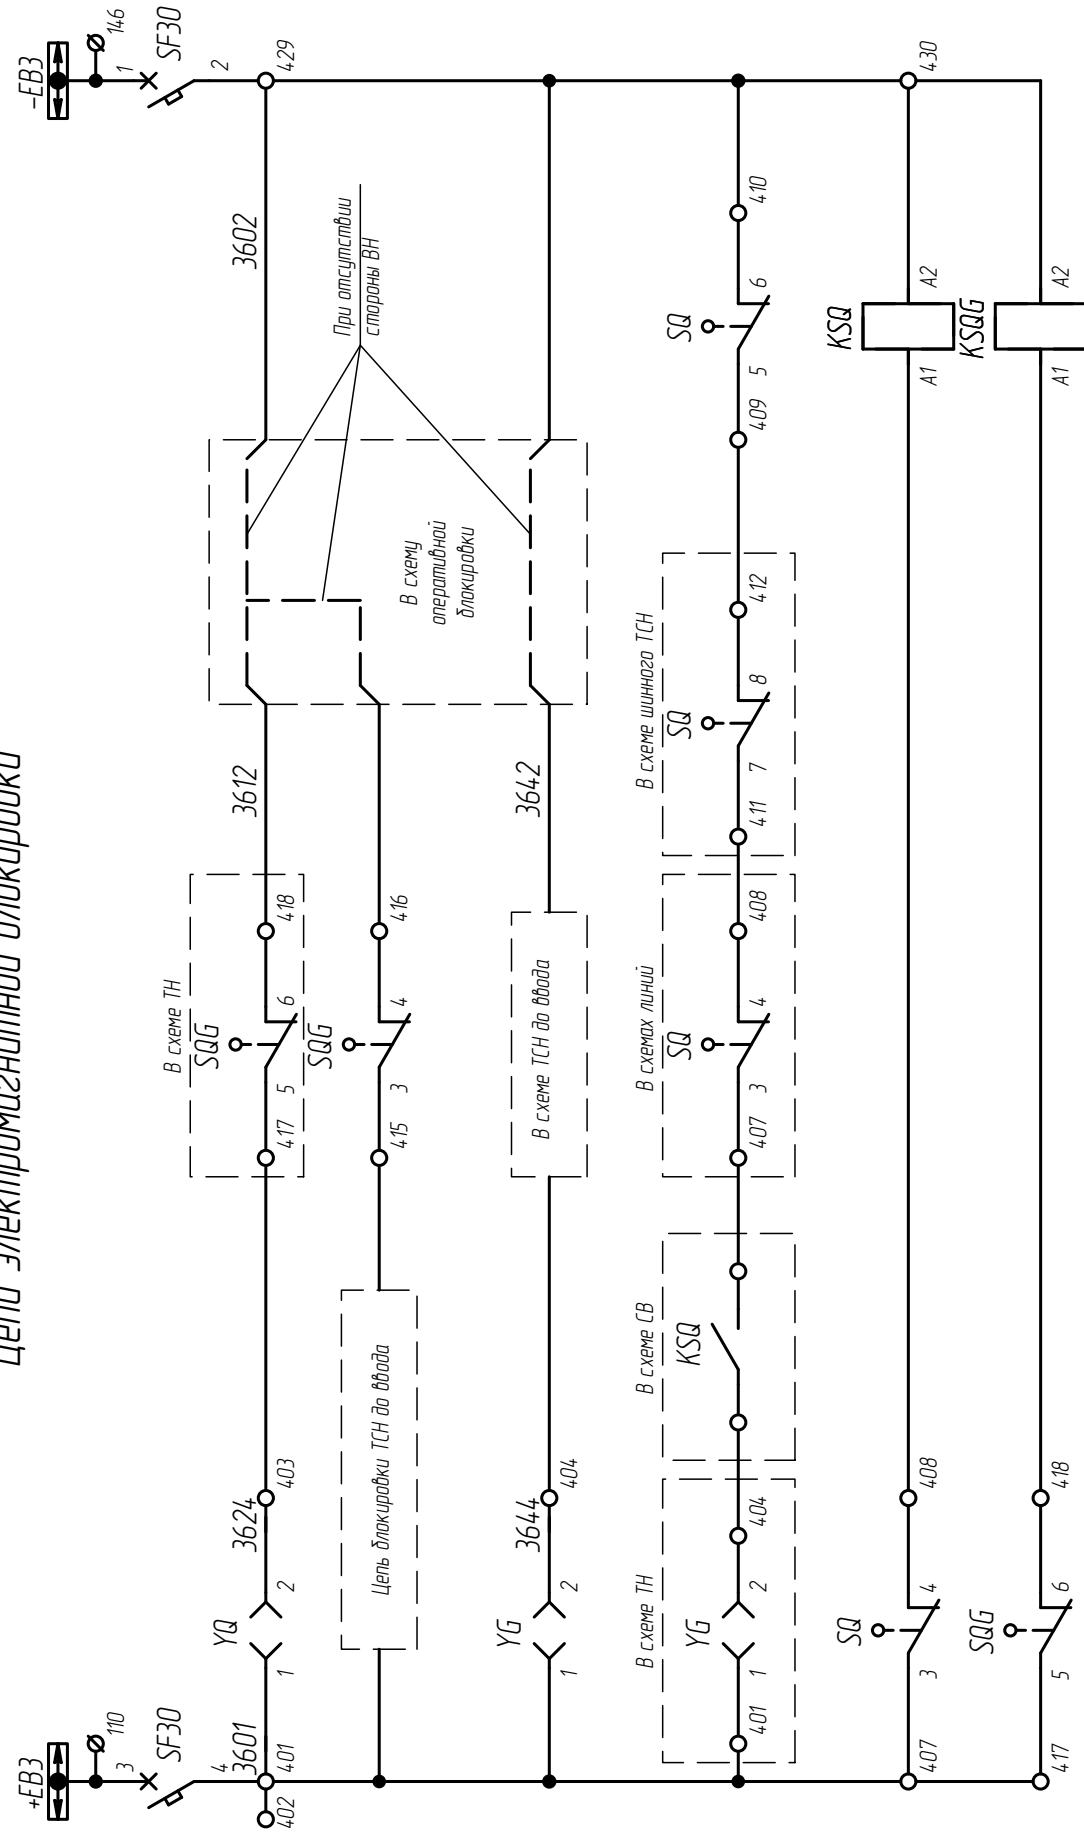 Цепи электромагнитной блокировки
+ЕВ3
110
3
SF30
4
3601
401
402
-ЕВ3
146
1
SF30
2
429
YQ
1
2
3624
403
В схеме ТН
SQG
417
5
6
418
3612
3602
Цепь блокировки ТСН до ввода
SQG
415
3
4
416
При отсутствии
стороны ВН
В схему
оперативной
блокировки
YG
1
2
3644
404
В схеме ТСН до ввода
3642
В схеме ТН
YG
401
1
2
404
В схеме СВ
KSQ
В схемах линий
SQ
407
3
4
408
В схеме шинного ТСН
SQ
411
7
8
412
SQ
409
5
6
410
SQ
407
3
4
408
KSQ
A1
A2
430
SQG
417
5
6
418
KSQG
A1
A2